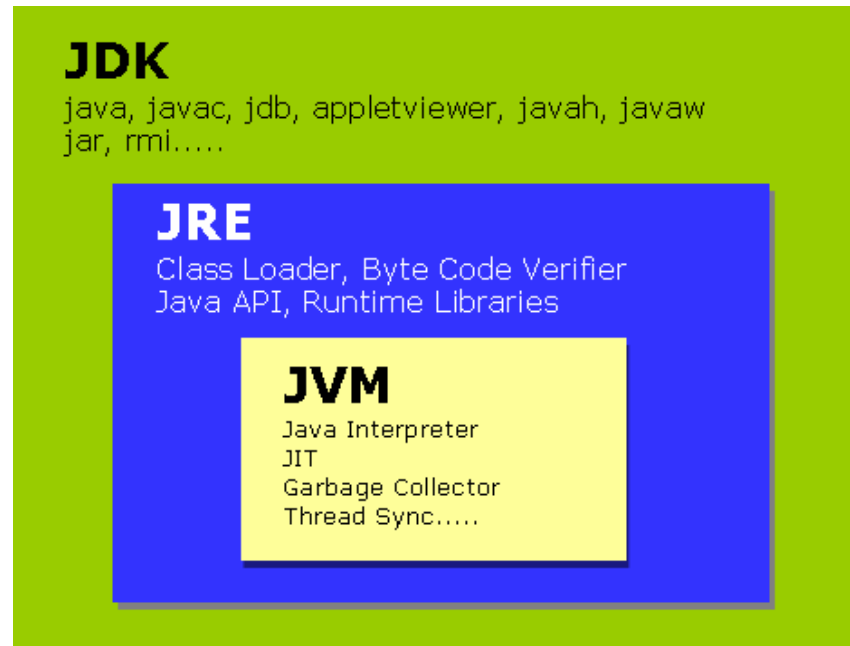 JDK
java, javac, jdb, appletviewer, javah, javaw
jar, rmi.....
JRE
Class Loader, Byte Code Verifier
Java API, Runtime Libraries
JVM
Java Interpreter
JIT
Garbage Collector
Thread Sync.....